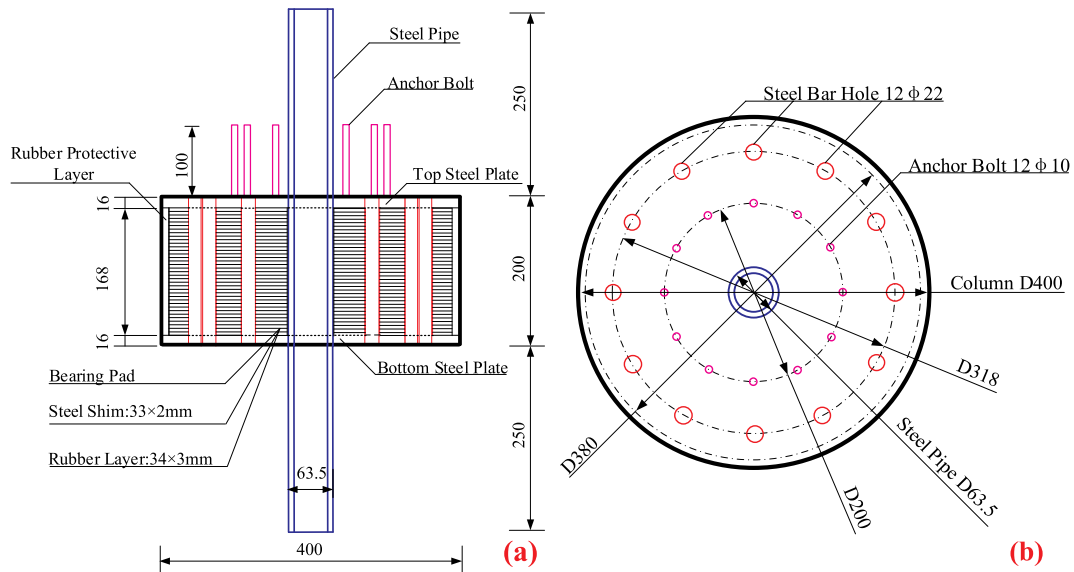 Steel Pipe
Anchor Bolt
Rubber Protective
Layer
100
Top Steel Plate
16
168
16
Bearing Pad
Bottom Steel Plate
Steel Shim:33×2mm
Rubber Layer:34×3mm
63.5
400
250
200
250
(a)
Steel Bar Hole 12 ф 22
Anchor Bolt 12 ф 10
Column D400
D318
Steel Pipe D63.5
D200
D380
(b)